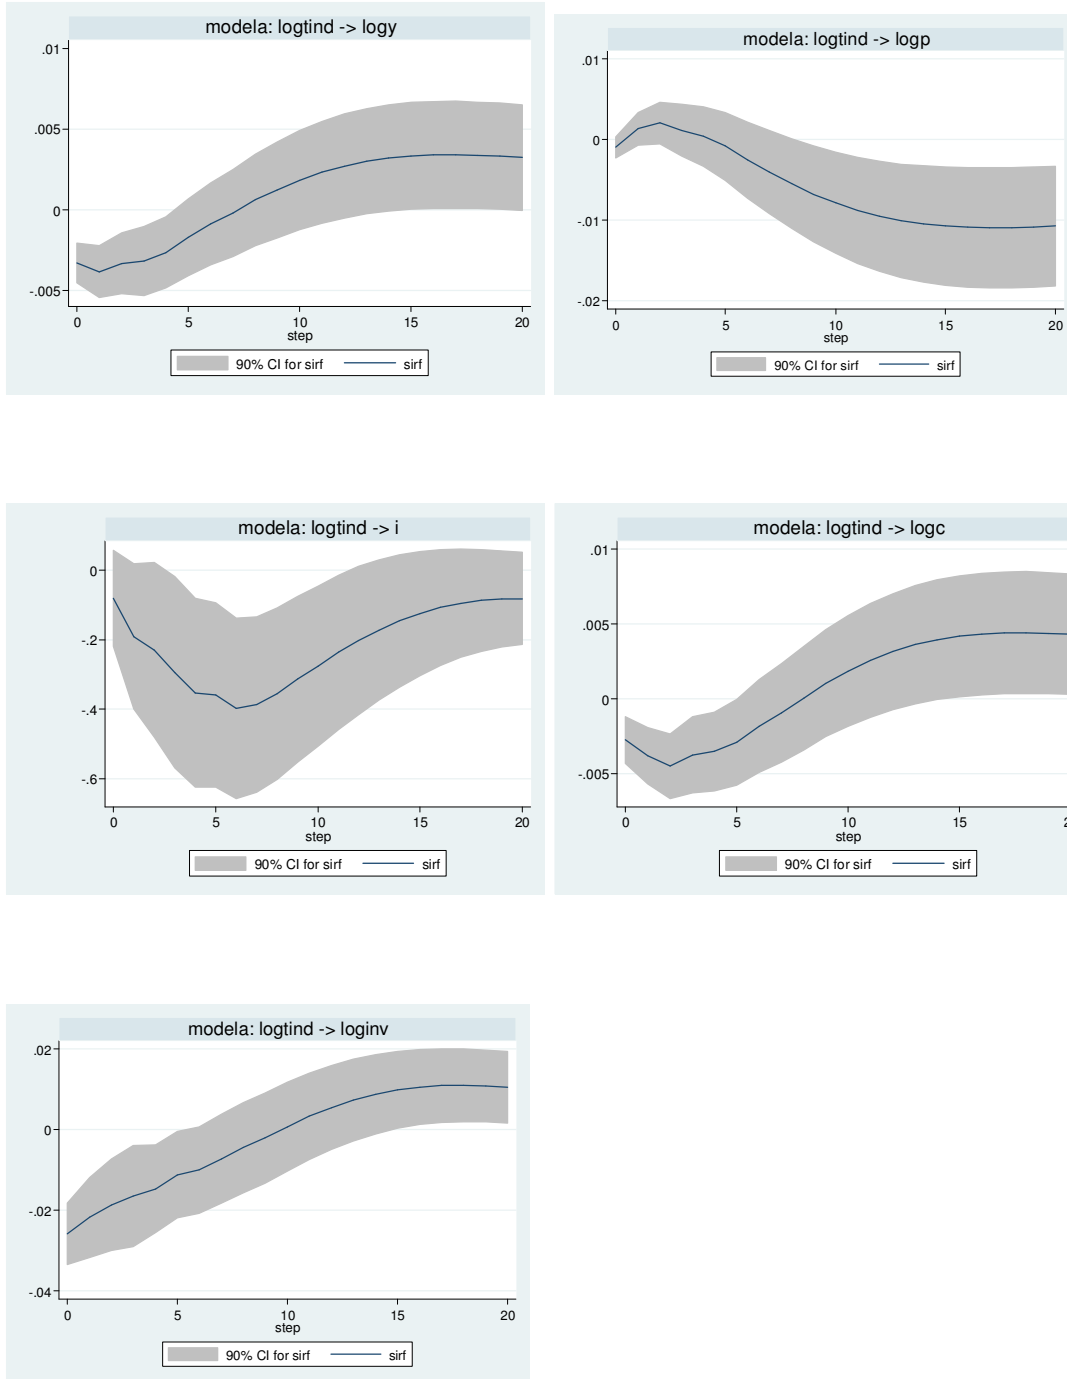 modela: logtind -> logy
.01
.005
0
-.005
0 5 10 15 20
step
90% CI for sirf sirf
modela: logtind -> logp
.01
0
-.01
-.02
0 5 10 15 20
step
90% CI for sirf sirf
modela: logtind -> i
0
-.2
-.4
-.6
0 5 10 15 20
step
90% CI for sirf sirf
modela: logtind -> logc
.01
.005
0
-.005
0 5 10 15 2
step
90% CI for sirf sirf
modela: logtind -> loginv
.02
0
-.02
-.04
0 5 10 15 20
step
90% CI for sirf sirf